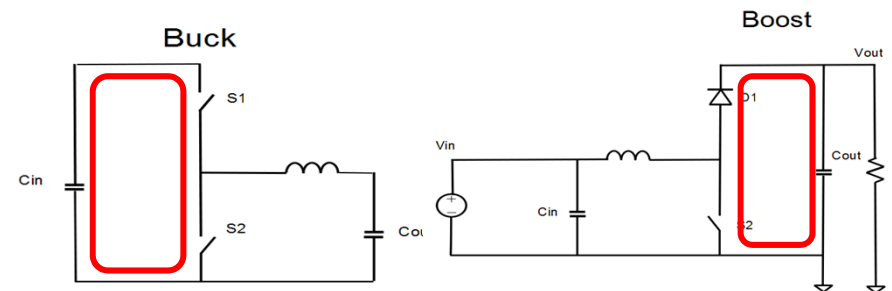 Buck
S1
Cin
S2
Cou
Boost
Vout
D1
Vin
Cout
Cin
S2